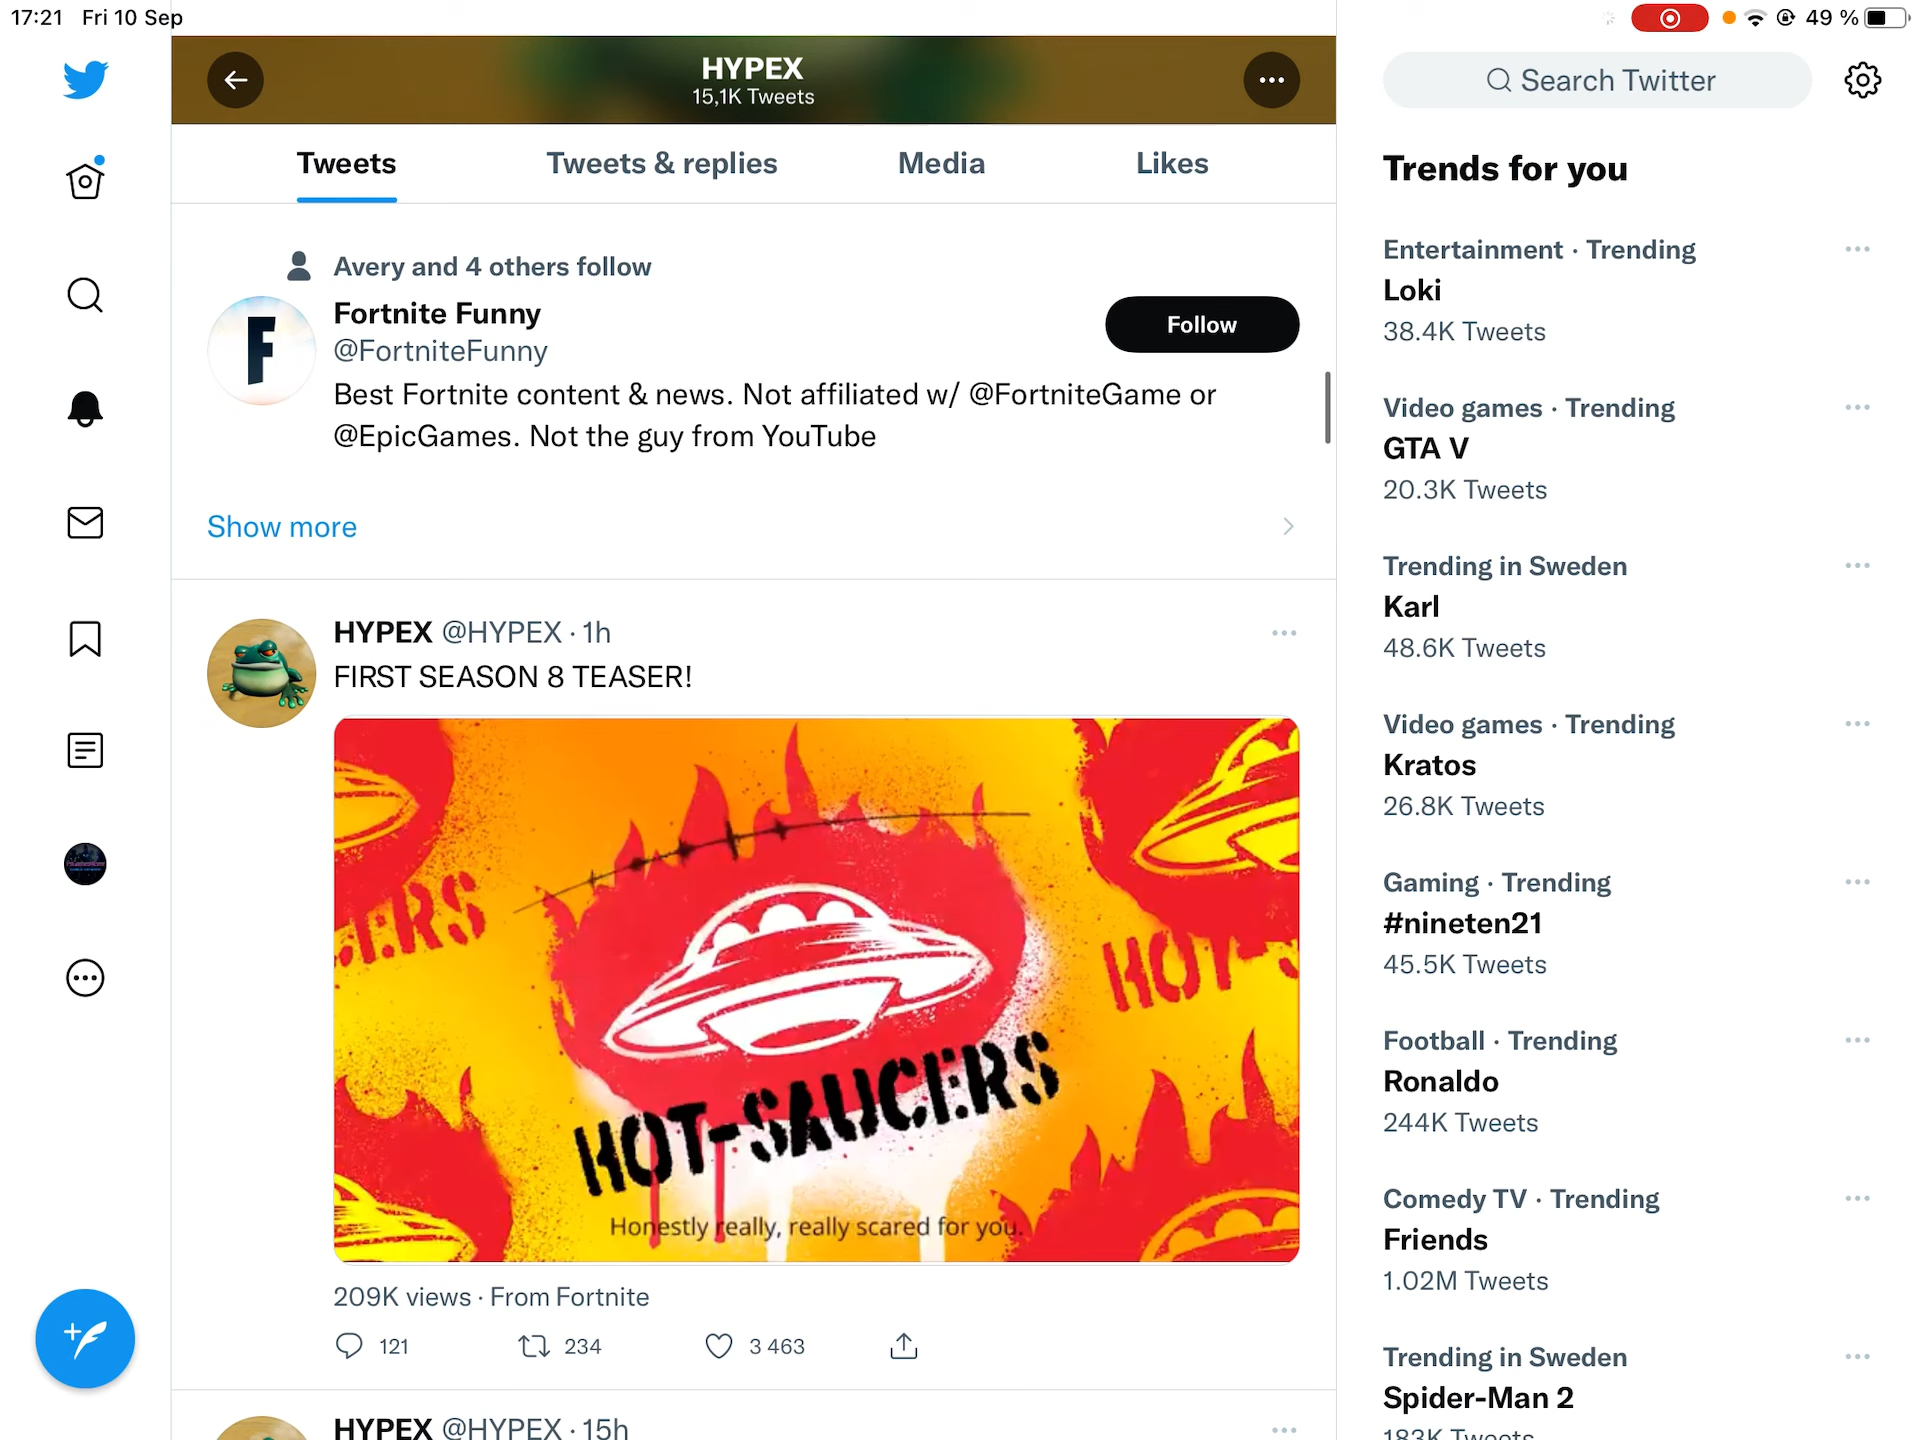 17:21 Fri 10 Sep
49 %
HYPEX
15,1K Tweets
Search Twitter
Tweets
Tweets & replies
Media
Likes
Avery and 4 others follow
Fortnite Funny
@FortniteFunny
Follow
Best Fortnite content & news. Not affiliated w/ @FortniteGame or
@EpicGames. Not the guy from YouTube
Show more
HYPEX @HYPEX · 1h
FIRST SEASON 8 TEASER!
HOT-SAUCERS
Honestly really, really scared for you.
209K views · From Fortnite
121
234
3 463
HYPEX @HYPEX · 15h
Trends for you
Entertainment · Trending
Loki
38.4K Tweets
Video games · Trending
GTA V
20.3K Tweets
Trending in Sweden
Karl
48.6K Tweets
Video games · Trending
Kratos
26.8K Tweets
Gaming · Trending
#nineten21
45.5K Tweets
Football · Trending
Ronaldo
244K Tweets
Comedy TV · Trending
Friends
1.02M Tweets
Trending in Sweden
Spider-Man 2
183K Tweets